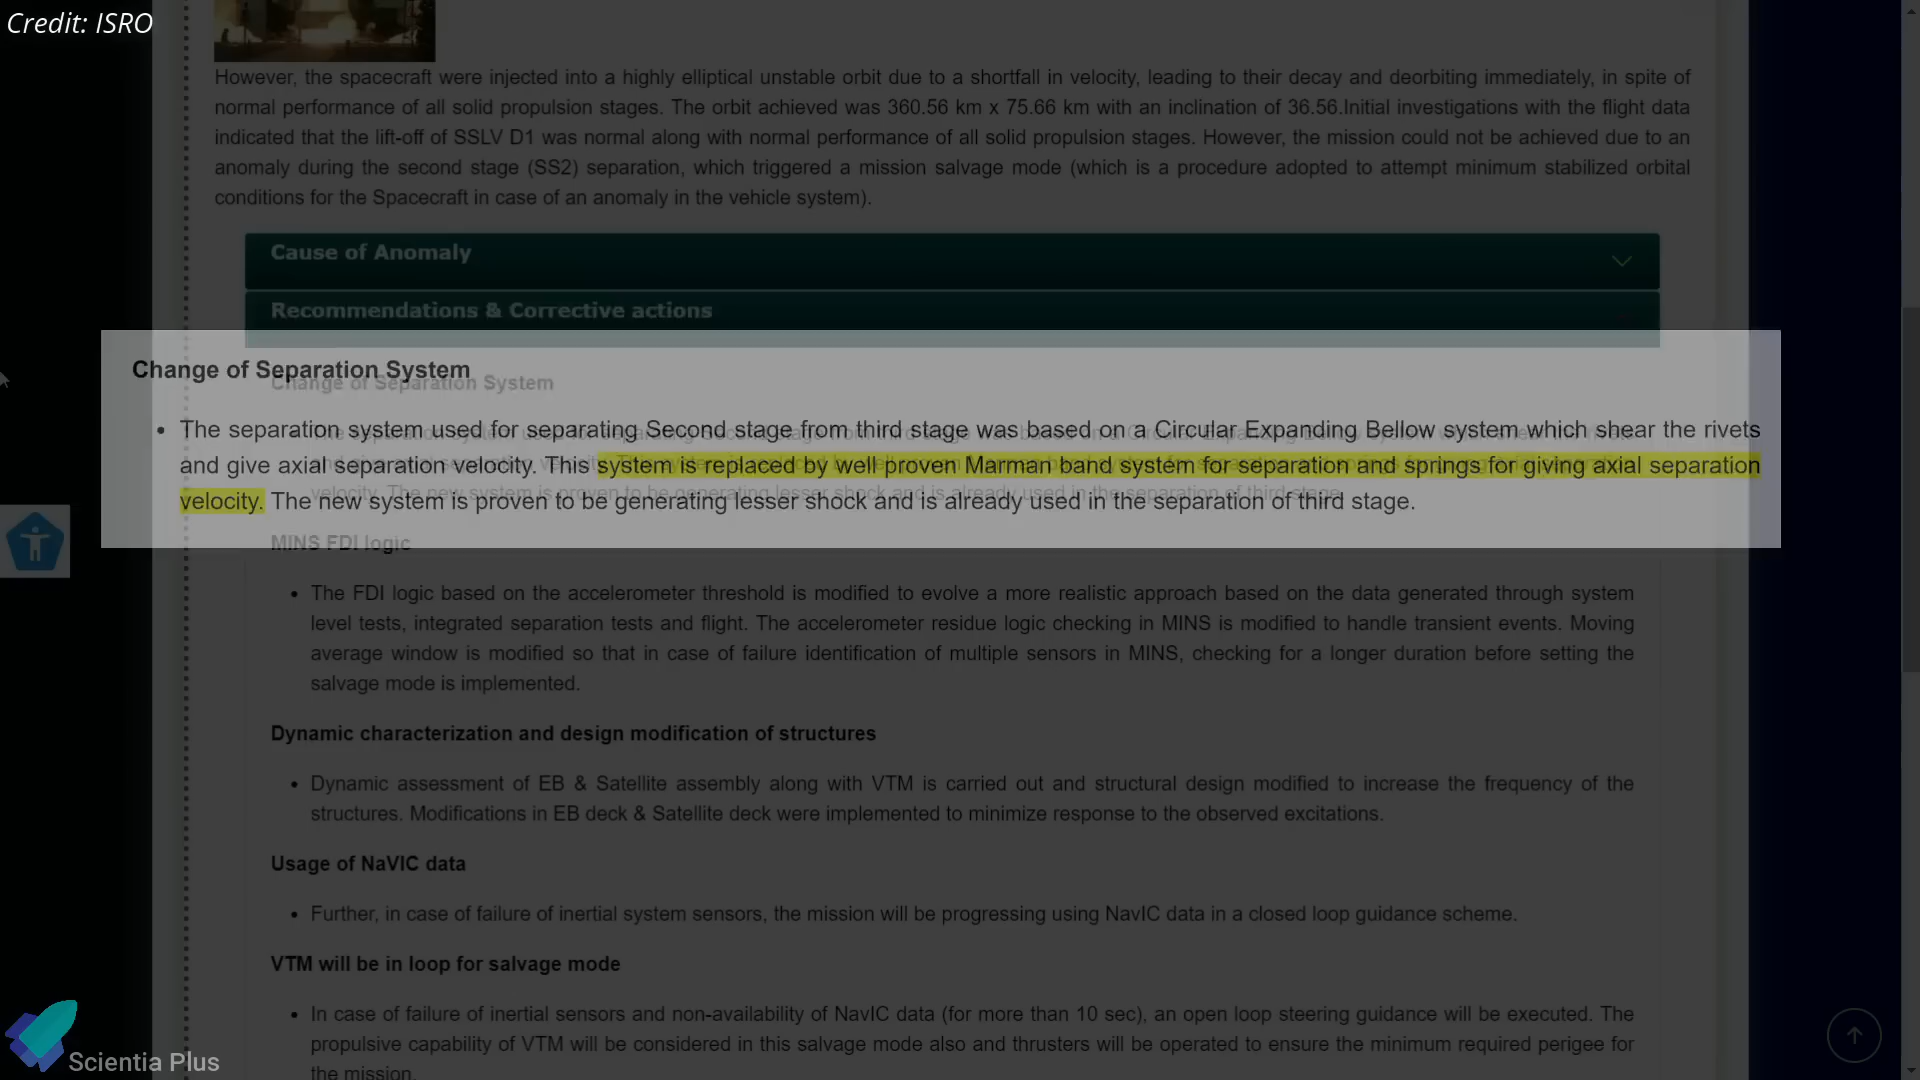 Credit: ISRO
However, the spacecraft were injected into a highly elliptical unstable orbit due to a shortfall in velocity, leading to their decay and deorbiting immediately, in spite of
normal performance of all solid propulsion stages. The orbit achieved was 360.56 km x 75.66 km with an inclination of 36.56.Initial investigations with the flight data
indicated that the lift-off of SSLV D1 was normal along with normal performance of all solid propulsion stages. However, the mission could not be achieved due to an
anomaly during the second stage (SS2) separation, which triggered a mission salvage mode (which is a procedure adopted to attempt minimum stabilized orbital
conditions for the Spacecraft in case of an anomaly in the vehicle system).
Cause of Anomaly
Recommendations & Corrective actions
Change of Separation System
Change of Separation System
• The separation system used for separating Second stage from third stage was based on a Circular Expanding Bellow system which shear the rivets
and give axial separation velocity. This system is replaced by well proven Marman band system for separation and springs for giving axial separation
velocity. The new system is proven to be generating lesser shock and is already used in the separation of third stage.
MINS FDI logic
• The FDI logic based on the accelerometer threshold is modified to evolve a more realistic approach based on the data generated through system
level tests, integrated separation tests and flight. The accelerometer residue logic checking in MINS is modified to handle transient events. Moving
average window is modified so that in case of failure identification of multiple sensors in MINS, checking for a longer duration before setting the
salvage mode is implemented.
Dynamic characterization and design modification of structures
• Dynamic assessment of EB & Satellite assembly along with VTM is carried out and structural design modified to increase the frequency of the
structures. Modifications in EB deck & Satellite deck were implemented to minimize response to the observed excitations.
Usage of NaVIC data
• Further, in case of failure of inertial system sensors, the mission will be progressing using NavIC data in a closed loop guidance scheme.
VTM will be in loop for salvage mode
• In case of failure of inertial sensors and non-availability of NavIC data (for more than 10 sec), an open loop steering guidance will be executed. The
propulsive capability of VTM will be considered in this salvage mode also and thrusters will be operated to ensure the minimum required perigee for
the mission.
Scientia Plus